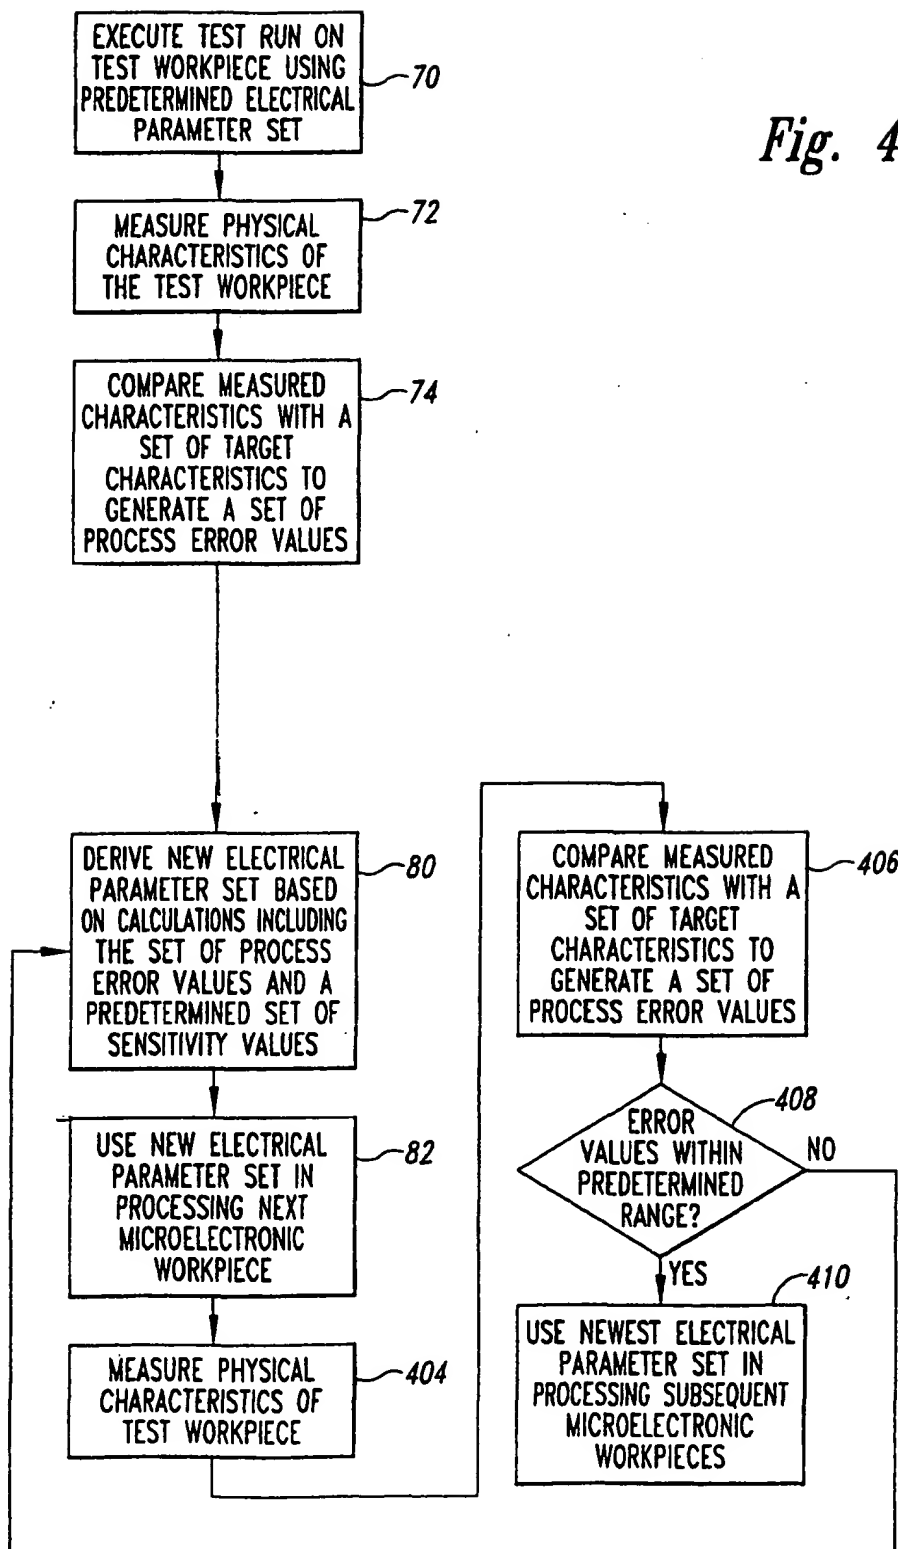 EXECUTE TEST RUN ON
TEST WORKPIECE USING
PREDETERMINED ELECTRICAL
PARAMETER SET
70
Fig. 4
MEASURE PHYSICAL
CHARACTERISTICS OF
THE TEST WORKPIECE
72
COMPARE MEASURED
CHARACTERISTICS WITH A
SET OF TARGET
CHARACTERISTICS TO
GENERATE A SET OF
PROCESS ERROR VALUES
74
DERIVE NEW ELECTRICAL
PARAMETER SET BASED
ON CALCULATIONS INCLUDING
THE SET OF PROCESS
ERROR VALUES AND A
PREDETERMINED SET OF
SENSITIVITY VALUES
80
USE NEW ELECTRICAL
PARAMETER SET IN
PROCESSING NEXT
MICROELECTRONIC
WORKPIECE
82
MEASURE PHYSICAL
CHARACTERISTICS OF
TEST WORKPIECE
404
COMPARE MEASURED
CHARACTERISTICS WITH A
SET OF TARGET
CHARACTERISTICS TO
GENERATE A SET OF
PROCESS ERROR VALUES
406
ERROR
VALUES WITHIN
PREDETERMINED
RANGE?
408
NO
YES
USE NEWEST ELECTRICAL
PARAMETER SET IN
PROCESSING SUBSEQUENT
MICROELECTRONIC
WORKPIECES
410